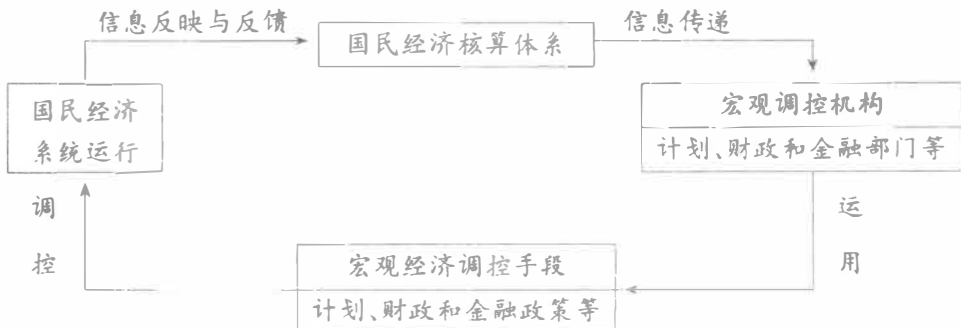 信息反映与反馈
国民经济核算体系
信息传递
国民经济
系统运行
宏观调控机构
计划、财政和金融部门等
调
控
运
用
宏观经济调控手段
计划、财政和金融政策等